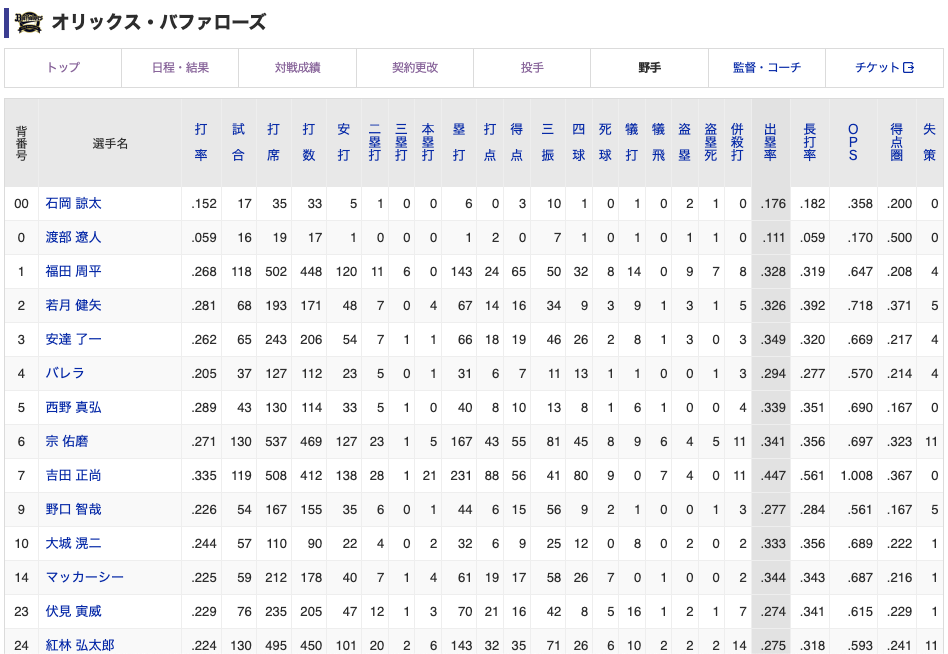 オリックス・バファローズ
トップ 日程・結果 対戦成績 契約更改 投手 野手 監督・コーチ チケット
背番号 選手名 打率 試合 打席 打数 安打 二塁打 三塁打 本塁打 塁打 打点 得点 三振 四球 死球 犠打 犠飛 盗塁 盗塁死 併殺打 出塁率 長打率 OPS 得点圏 失策
00 石岡 諒太 .152 17 35 33 5 1 0 0 6 0 3 10 1 0 1 0 2 1 0 .176 .182 .358 .200 0
0 渡部 遼人 .059 16 19 17 1 0 0 0 1 2 0 7 1 0 1 0 1 1 0 .111 .059 .170 .500 0
1 福田 周平 .268 118 502 448 120 11 6 0 143 24 65 50 32 8 14 0 9 7 8 .328 .319 .647 .208 4
2 若月 健矢 .281 68 193 171 48 7 0 4 67 14 16 34 9 3 9 1 3 1 5 .326 .392 .718 .371 5
3 安達 了一 .262 65 243 206 54 7 1 1 66 18 19 46 26 2 8 1 3 0 3 .349 .320 .669 .217 4
4 バレラ .205 37 127 112 23 5 0 1 31 6 7 11 13 1 1 0 0 1 3 .294 .277 .570 .214 4
5 西野 真弘 .289 43 130 114 33 5 1 0 40 8 10 13 8 1 6 1 0 0 4 .339 .351 .690 .167 0
6 宗 佑磨 .271 130 537 469 127 23 1 5 167 43 55 81 45 8 9 6 4 5 11 .341 .356 .697 .323 11
7 吉田 正尚 .335 119 508 412 138 28 1 21 231 88 56 41 80 9 0 7 4 0 11 .447 .561 1.008 .367 0
9 野口 智哉 .226 54 167 155 35 6 0 1 44 6 15 56 9 2 1 0 0 1 3 .277 .284 .561 .167 5
10 大城 滉二 .244 57 110 90 22 4 0 2 32 6 9 25 12 0 8 0 2 0 2 .333 .356 .689 .222 1
14 マッカーシー .225 59 212 178 40 7 1 4 61 19 17 58 26 7 0 1 0 0 2 .344 .343 .687 .216 1
23 伏見 寅威 .229 76 235 205 47 12 1 3 70 21 16 42 8 5 16 1 2 1 7 .274 .341 .615 .229 1
24 紅林 弘太郎 .224 130 495 450 101 20 2 6 143 32 35 71 26 6 10 2 2 2 14 .275 .318 .593 .241 11